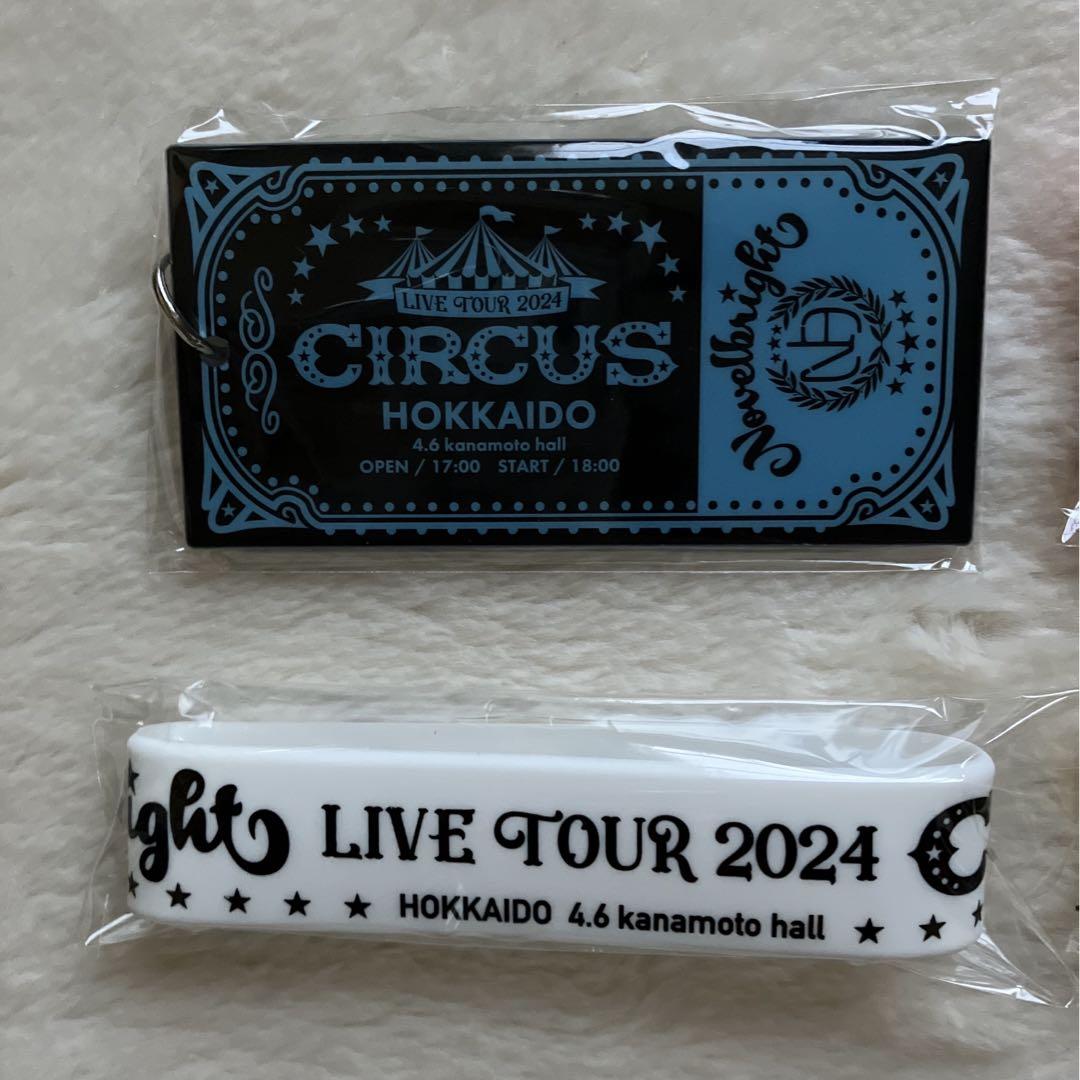 LIVE TOUR 2024
CIRCUS
HOKKAIDO
4.6 kanamoto hall
OPEN / 17:00 START / 18:00
Novelbright
ight LIVE TOUR 2024 C
HOKKAIDO 4.6 kanamoto hall